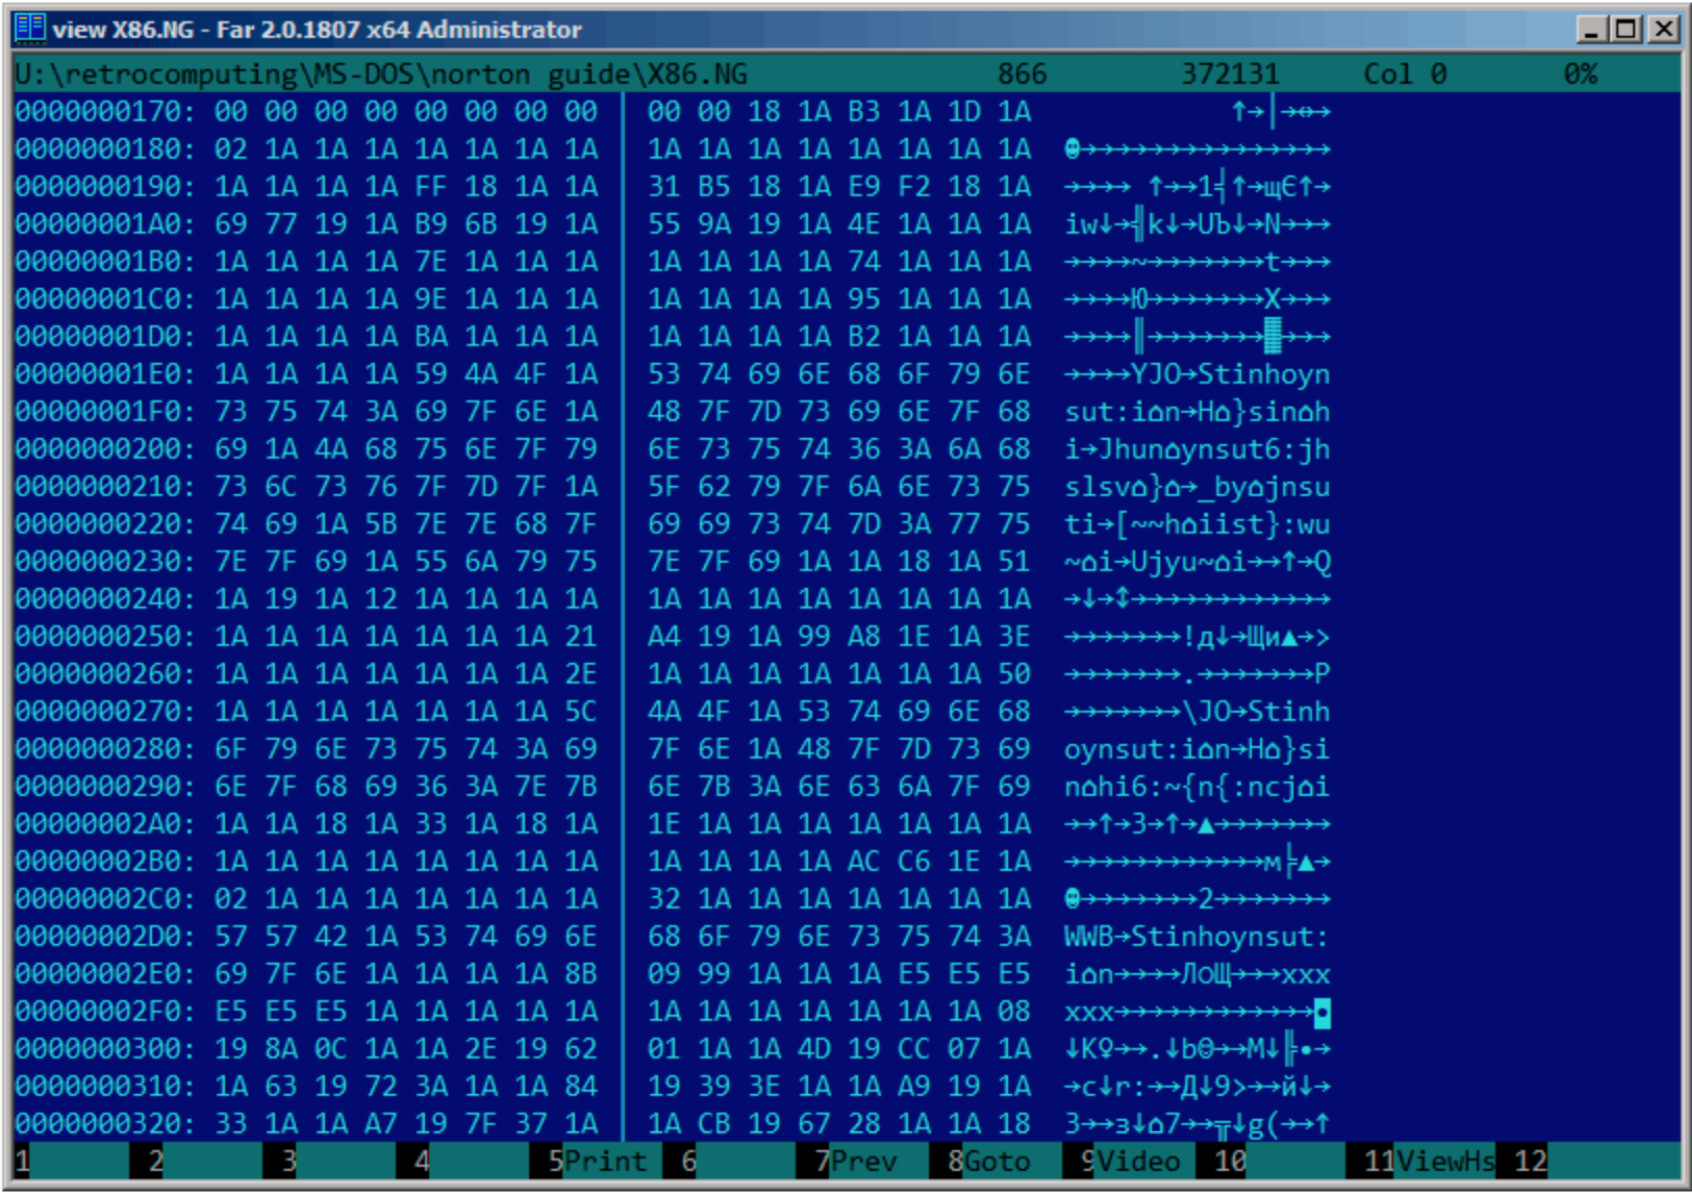 view X86.NG - Far 2.0.1807 x64 Administrator
U:\retrocomputing\MS-DOS\norton guide\X86.NG 866 372131 Col 0 0%
0000000170: 00 00 00 00 00 00 00 00 │ 00 00 18 1A B3 1A 1D 1A ↑→│→↔→
0000000180: 02 1A 1A 1A 1A 1A 1A 1A │ 1A 1A 1A 1A 1A 1A 1A 1A ☻→→→→→→→→→→→→→→→
0000000190: 1A 1A 1A 1A FF 18 1A 1A │ 31 B5 18 1A E9 F2 18 1A →→→→ ↑→→1╡↑→щЄ↑→
00000001A0: 69 77 19 1A B9 6B 19 1A │ 55 9A 19 1A 4E 1A 1A 1A iw↓→╣k↓→UЪ↓→N→→→
00000001B0: 1A 1A 1A 1A 7E 1A 1A 1A │ 1A 1A 1A 1A 74 1A 1A 1A →→→→~→→→→→→→t→→→
00000001C0: 1A 1A 1A 1A 9E 1A 1A 1A │ 1A 1A 1A 1A 95 1A 1A 1A →→→→Ю→→→→→→→Х→→→
00000001D0: 1A 1A 1A 1A BA 1A 1A 1A │ 1A 1A 1A 1A B2 1A 1A 1A →→→→║→→→→→→→▓→→→
00000001E0: 1A 1A 1A 1A 59 4A 4F 1A │ 53 74 69 6E 68 6F 79 6E →→→→YJO→Stinhoyn
00000001F0: 73 75 74 3A 69 7F 6E 1A │ 48 7F 7D 73 69 6E 7F 68 sut:i⌂n→H⌂}sin⌂h
0000000200: 69 1A 4A 68 75 6E 7F 79 │ 6E 73 75 74 36 3A 6A 68 i→Jhun⌂ynsut6:jh
0000000210: 73 6C 73 76 7F 7D 7F 1A │ 5F 62 79 7F 6A 6E 73 75 slsv⌂}⌂→_by⌂jnsu
0000000220: 74 69 1A 5B 7E 7E 68 7F │ 69 69 73 74 7D 3A 77 75 ti→[~~h⌂iist}:wu
0000000230: 7E 7F 69 1A 55 6A 79 75 │ 7E 7F 69 1A 1A 18 1A 51 ~⌂i→Ujyu~⌂i→→↑→Q
0000000240: 1A 19 1A 12 1A 1A 1A 1A │ 1A 1A 1A 1A 1A 1A 1A 1A →↓→↕→→→→→→→→→→→→
0000000250: 1A 1A 1A 1A 1A 1A 1A 21 │ A4 19 1A 99 A8 1E 1A 3E →→→→→→→!д↓→Щи▲→>
0000000260: 1A 1A 1A 1A 1A 1A 1A 2E │ 1A 1A 1A 1A 1A 1A 1A 50 →→→→→→→.→→→→→→→P
0000000270: 1A 1A 1A 1A 1A 1A 1A 5C │ 4A 4F 1A 53 74 69 6E 68 →→→→→→→\JO→Stinh
0000000280: 6F 79 6E 73 75 74 3A 69 │ 7F 6E 1A 48 7F 7D 73 69 oynsut:i⌂n→H⌂}si
0000000290: 6E 7F 68 69 36 3A 7E 7B │ 6E 7B 3A 6E 63 6A 7F 69 n⌂hi6:~{n{:ncj⌂i
00000002A0: 1A 1A 18 1A 33 1A 18 1A │ 1E 1A 1A 1A 1A 1A 1A 1A →→↑→3→↑→▲→→→→→→→
00000002B0: 1A 1A 1A 1A 1A 1A 1A 1A │ 1A 1A 1A 1A AC C6 1E 1A →→→→→→→→→→→→м╞▲→
00000002C0: 02 1A 1A 1A 1A 1A 1A 1A │ 32 1A 1A 1A 1A 1A 1A 1A ☻→→→→→→→2→→→→→→→
00000002D0: 57 57 42 1A 53 74 69 6E │ 68 6F 79 6E 73 75 74 3A WWB→Stinhoynsut:
00000002E0: 69 7F 6E 1A 1A 1A 1A 8B │ 09 99 1A 1A 1A E5 E5 E5 i⌂n→→→→Л○Щ→→→ххх
00000002F0: E5 E5 E5 1A 1A 1A 1A 1A │ 1A 1A 1A 1A 1A 1A 1A 08 ххх→→→→→→→→→→→→◘
0000000300: 19 8A 0C 1A 1A 2E 19 62 │ 01 1A 1A 4D 19 CC 07 1A ↓К♀→→.↓b☺→→M↓╠•→
0000000310: 1A 63 19 72 3A 1A 1A 84 │ 19 39 3E 1A 1A A9 19 1A →c↓r:→→Д↓9>→→й↓→
0000000320: 33 1A 1A A7 19 7F 37 1A │ 1A CB 19 67 28 1A 1A 18 3→→з↓⌂7→→╦↓g(→→↑
1 2 3 4 5Print 6 7Prev 8Goto 9Video 10 11ViewHs 12